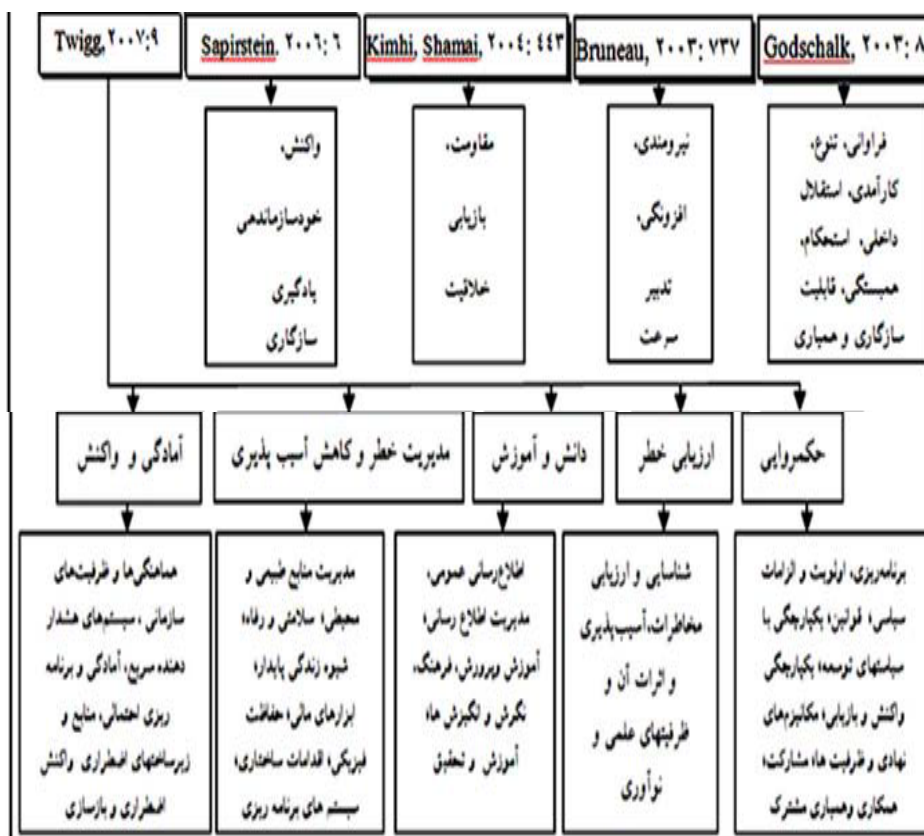 Godschalk, ۲۰۰۳: ۸
Bruneau, ۲۰۰۳: ۷۳۷
Kimhi, Shamai, ۲۰۰۴: ٤٤۳
Sapirstein. ۲۰۰٦: ٦
Twigg, ۲۰۰۷:۹
فراوانی، تنوع،
کارآمدی، استقلال
داخلی، استحکام،
همبستگی، قابلیت
سازگاری و همیاری
نیرومندی،
افزونگی،
تدبیر
سرعت
مقاومت،
بازیابی
خلاقیت
واکنش،
خودسازماندهی
یادگیری
سازگاری
حکمروایی
ارزیابی خطر
دانش و آموزش
مدیریت خطر و کاهش آسیب پذیری
آمادگی و واکنش
برنامه‌ریزی، اولویت و الزامات
سیاسی؛ قوانین؛ یکپارچگی با
سیاستهای توسعه؛ یکپارچگی
واکنش و بازیابی؛ مکانیزم‌های
نهادی و ظرفیت ها؛ مشارکت؛
همکاری وهمیاری مشترک
شناسایی و ارزیابی
مخاطرات،آسیب‌پذیری
و اثرات آن و
ظرفیتهای علمی و
نوآوری
اطلاع‌رسانی عمومی،
مدیریت اطلاع رسانی؛
آموزش وپرورش، فرهنگ،
نگرش و انگیزش ها؛
آموزش و تحقیق
مدیریت منابع طبیعی و
محیطی؛ سلامتی و رفاه؛
شیوه زندگی پایدار؛
ابزارهای مالی؛ حفاظت
فیزیکی؛ اقدامات ساختاری؛
سیستم های برنامه ریزی
هماهنگی‌ها و ظرفیت‌های
سازمانی ، سیستم‌های هشدار
دهنده سریع، آمادگی و برنامه
ریزی احتمالی، منابع و
زیرساختهای اضطراری واکنش
اضطراری و بازسازی